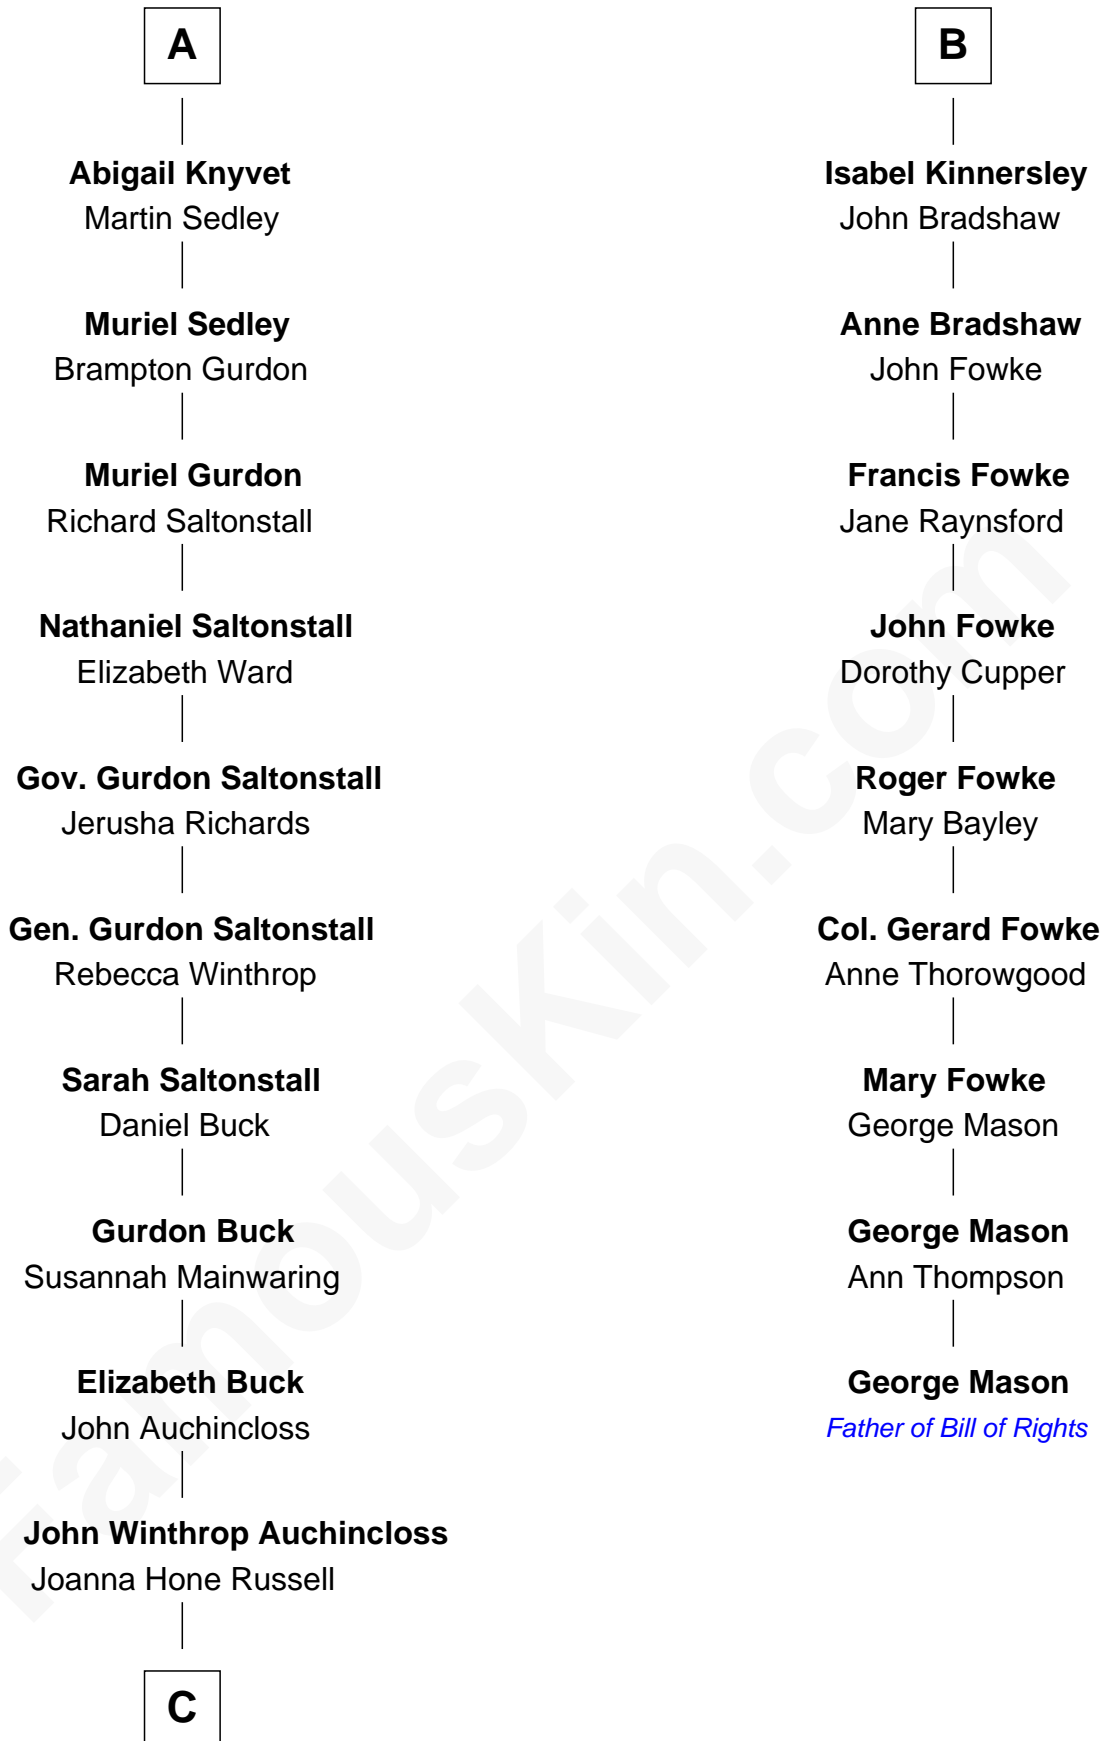 A
Abigail Knyvet
Martin Sedley
Muriel Sedley
Brampton Gurdon
Muriel Gurdon
Richard Saltonstall
Nathaniel Saltonstall
Elizabeth Ward
Gov. Gurdon Saltonstall
Jerusha Richards
Gen. Gurdon Saltonstall
Rebecca Winthrop
Sarah Saltonstall
Daniel Buck
Gurdon Buck
Susannah Mainwaring
Elizabeth Buck
John Auchincloss
John Winthrop Auchincloss
Joanna Hone Russell
C
B
Isabel Kinnersley
John Bradshaw
Anne Bradshaw
John Fowke
Francis Fowke
Jane Raynsford
John Fowke
Dorothy Cupper
Roger Fowke
Mary Bayley
Col. Gerard Fowke
Anne Thorowgood
Mary Fowke
George Mason
George Mason
Ann Thompson
George Mason
Father of Bill of Rights
FamousKin.com